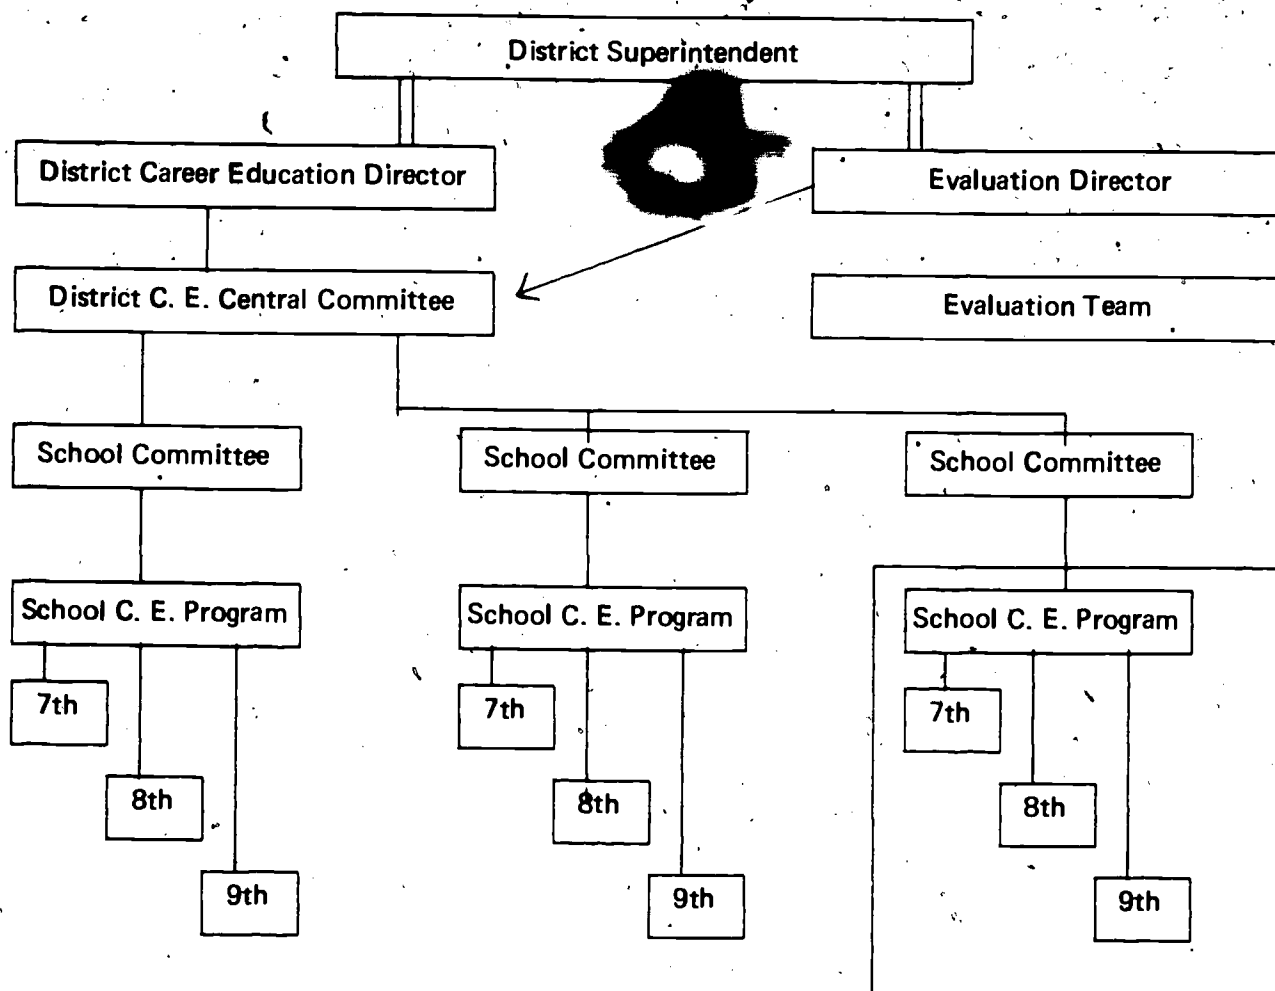 District Superintendent
District Career Education Director
Evaluation Director
District C. E. Central Committee
Evaluation Team
School Committee
School Committee
School Committee
School C. E. Program
School C. E. Program
School C. E. Program
7th
7th
7th
8th
8th
8th
9th
9th
9th